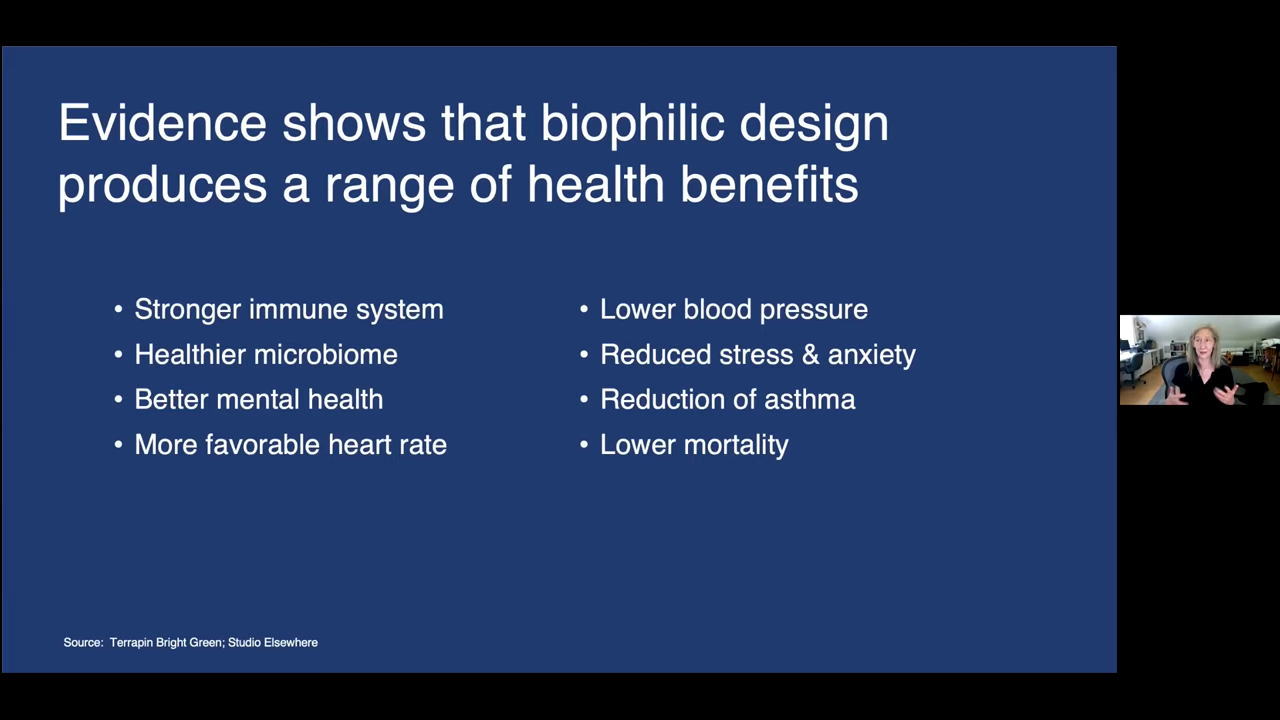 Evidence shows that biophilic design
produces a range of health benefits
• Stronger immune system
• Healthier microbiome
• Better mental health
• More favorable heart rate
• Lower blood pressure
• Reduced stress & anxiety
• Reduction of asthma
• Lower mortality
Source: Terrapin Bright Green; Studio Elsewhere